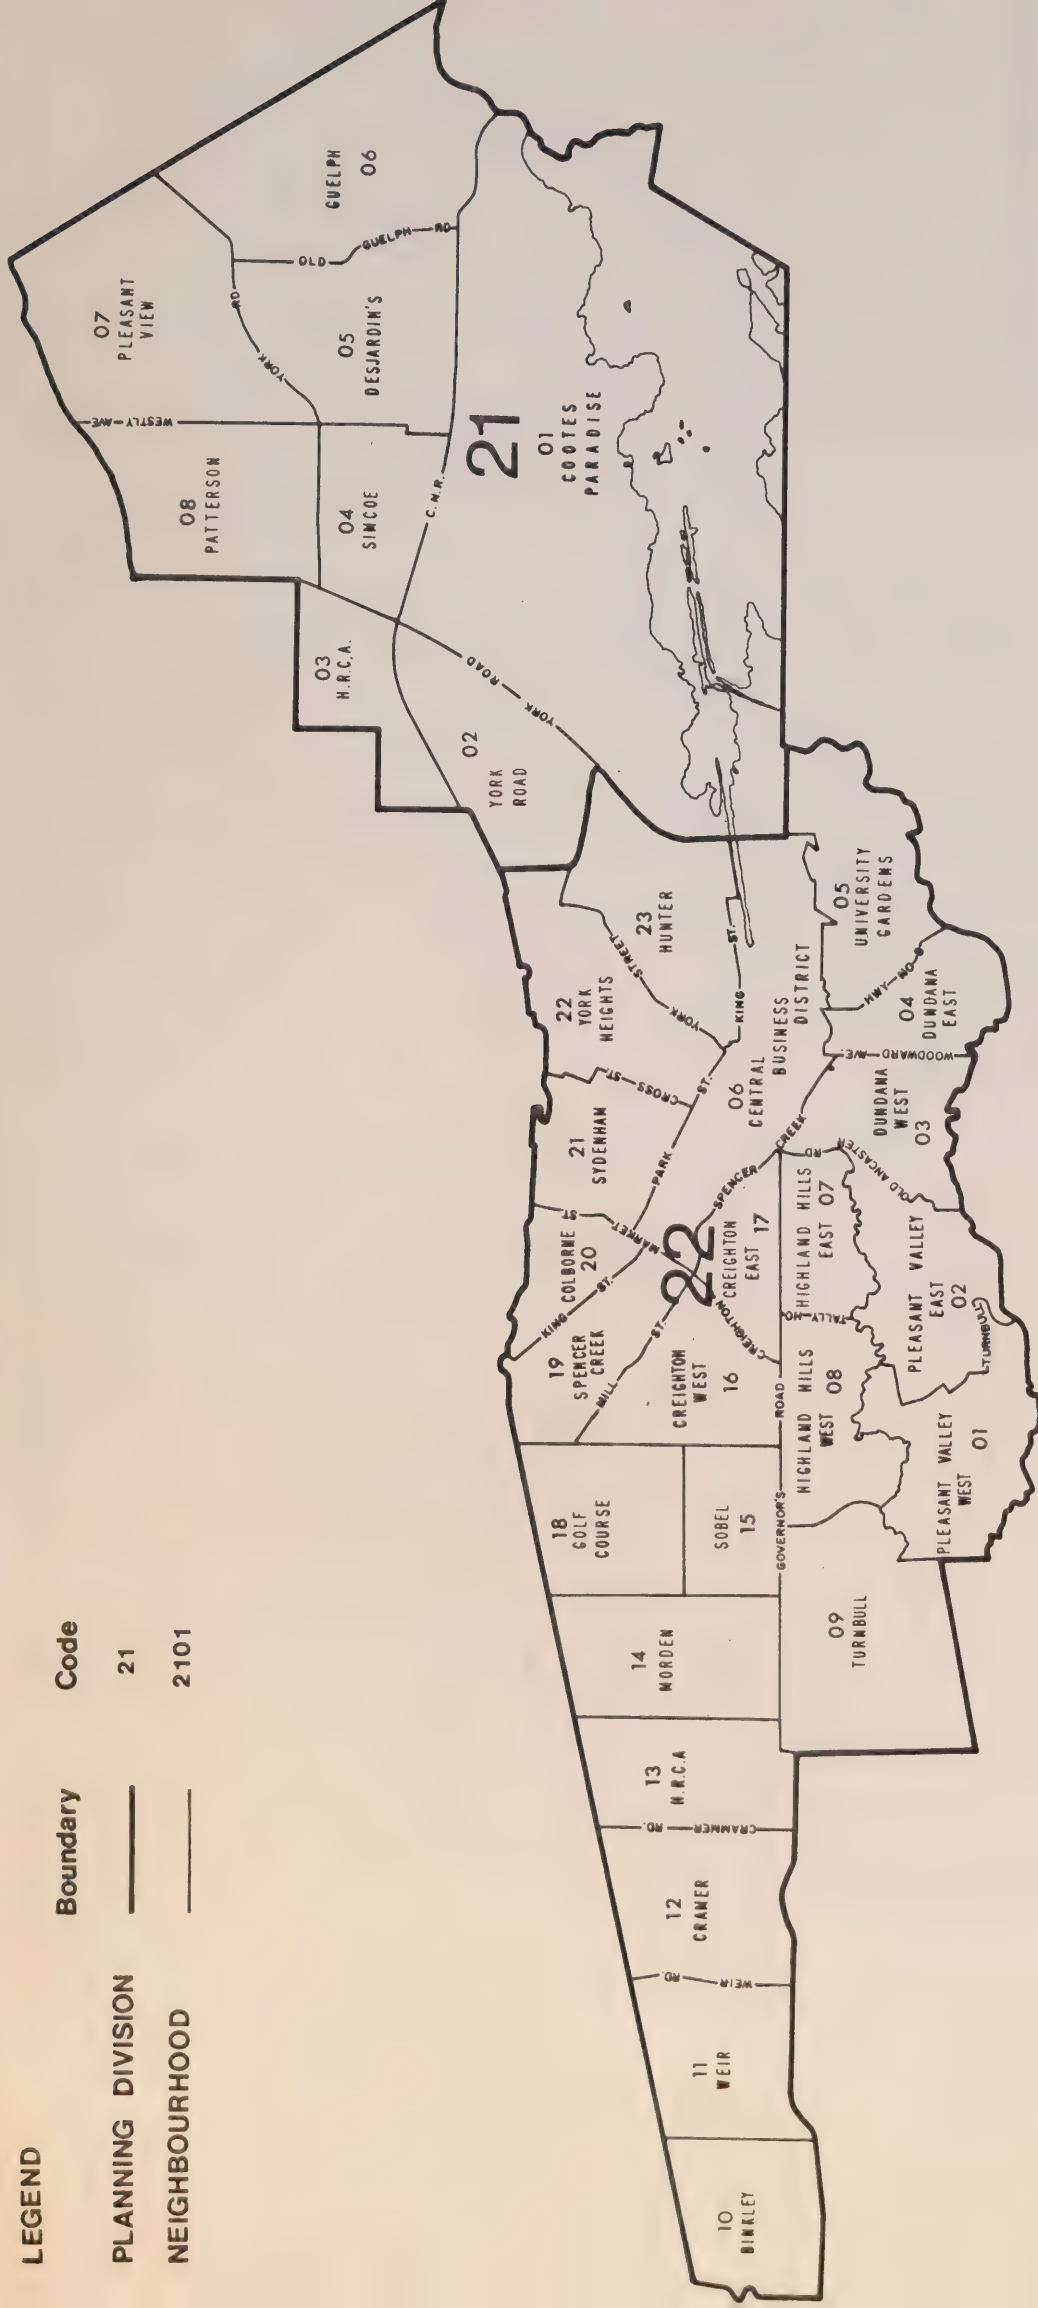 LEGEND
Boundary
Code
PLANNING DIVISION
21
NEIGHBOURHOOD
2101
07
PLEASANT
VIEW
GUELPH
06
OLD
GUELPH
RD
YORK
RD
05
DESJARDIN'S
WESTLY AVE
08
PATTERSON
04
SIMCOE
C.N.R.
21
01
COOTES
PARADISE
03
H.R.C.A.
YORK
ROAD
02
YORK
ROAD
22
YORK
HEIGHTS
YORK
STREET
23
HUNTER
KING
ST.
21
SYDENHAM
CROSS ST.
PARK
ST.
06
CENTRAL
BUSINESS
DISTRICT
05
UNIVERSITY
GARDENS
HWY NO 8
04
DUNDANA
EAST
WOODWARD AVE.
DUNDANA
WEST
03
OLD ANCASTER
RD
SPENCER
CREEK
COLBORNE
20
MARKET
ST
KING
ST.
19
SPENCER
CREEK
MILL
ST.
22
CREIGHTON
EAST
17
CREIGHTON
CREIGHTON
WEST
16
HIGHLAND HILLS
EAST
07
TALLY-HO
HIGHLAND HILLS
WEST
08
PLEASANT VALLEY
EAST
02
TURNBULL
PLEASANT VALLEY
WEST
01
GOVERNOR'S
ROAD
18
GOLF
COURSE
SOBEL
15
14
MORDEN
09
TURNBULL
13
H.R.C.A
CRAMMER RD.
12
CRAMER
WEIR
RD.
11
WEIR
10
BINKLEY